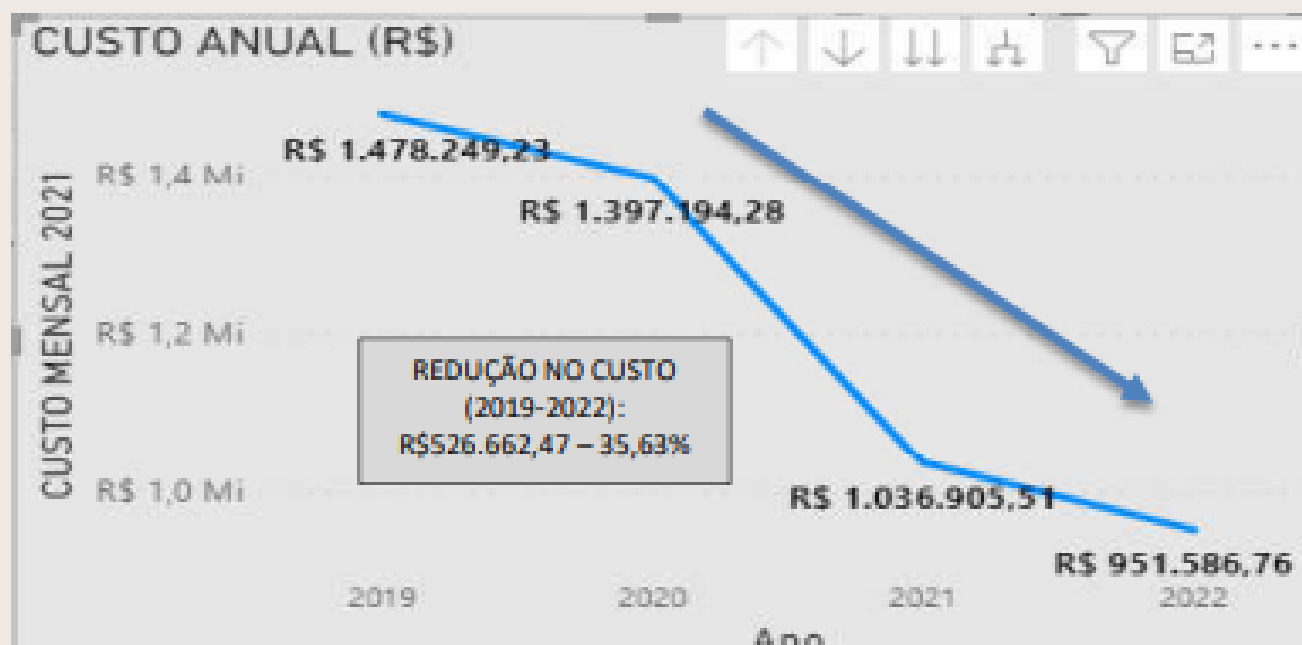 CUSTO ANUAL (R$)
CUSTO MENSAL 2021
R$ 1.478.249,23
R$ 1,4 Mi
R$ 1.397.194,28
R$ 1,2 Mi
REDUÇÃO NO CUSTO
(2019-2022):
R$526.662,47 – 35,63%
R$ 1,0 Mi
R$ 1.036.905,51
R$ 951.586,76
2019 2020 2021 2022
Ano